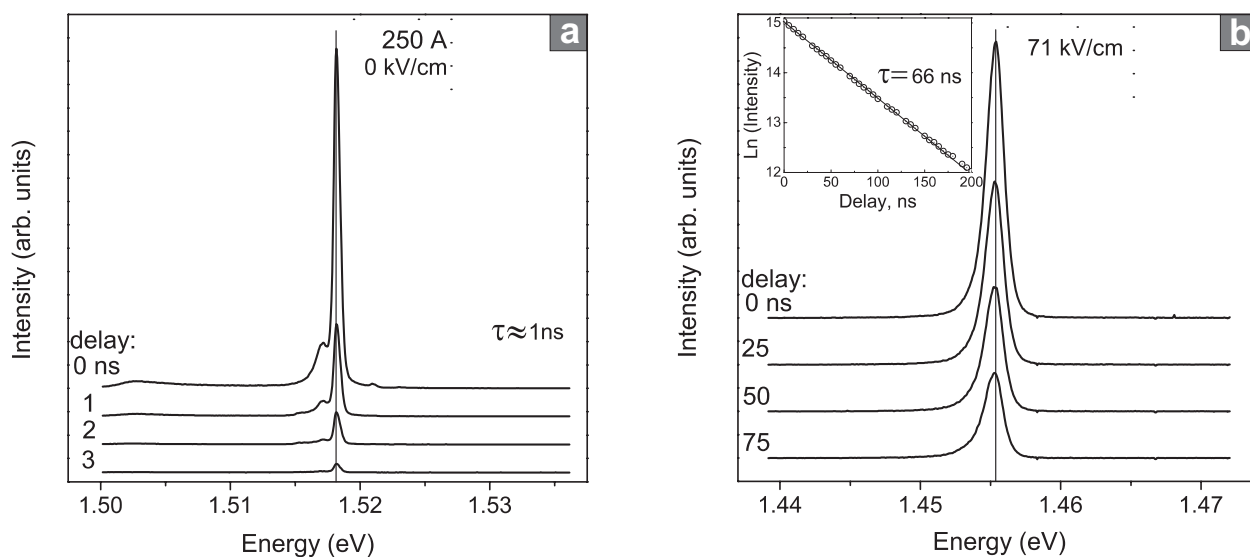 a
250 A
0 kV/cm
Intensity (arb. units)
τ≈1ns
delay:
0 ns
1
2
3
1.50 1.51 1.52 1.53
Energy (eV)
b
71 kV/cm
15
14
13
12
Ln (Intensity)
τ= 66 ns
0 50 100 150 200
Delay, ns
Intensity (arb. units)
delay:
0 ns
25
50
75
1.44 1.45 1.46 1.47
Energy (eV)